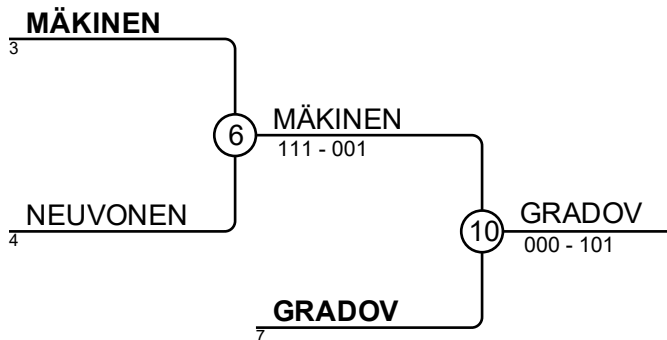 MÄKINEN
3
6
MÄKINEN
111 - 001
NEUVONEN
4
10
GRADOV
000 - 101
GRADOV
7